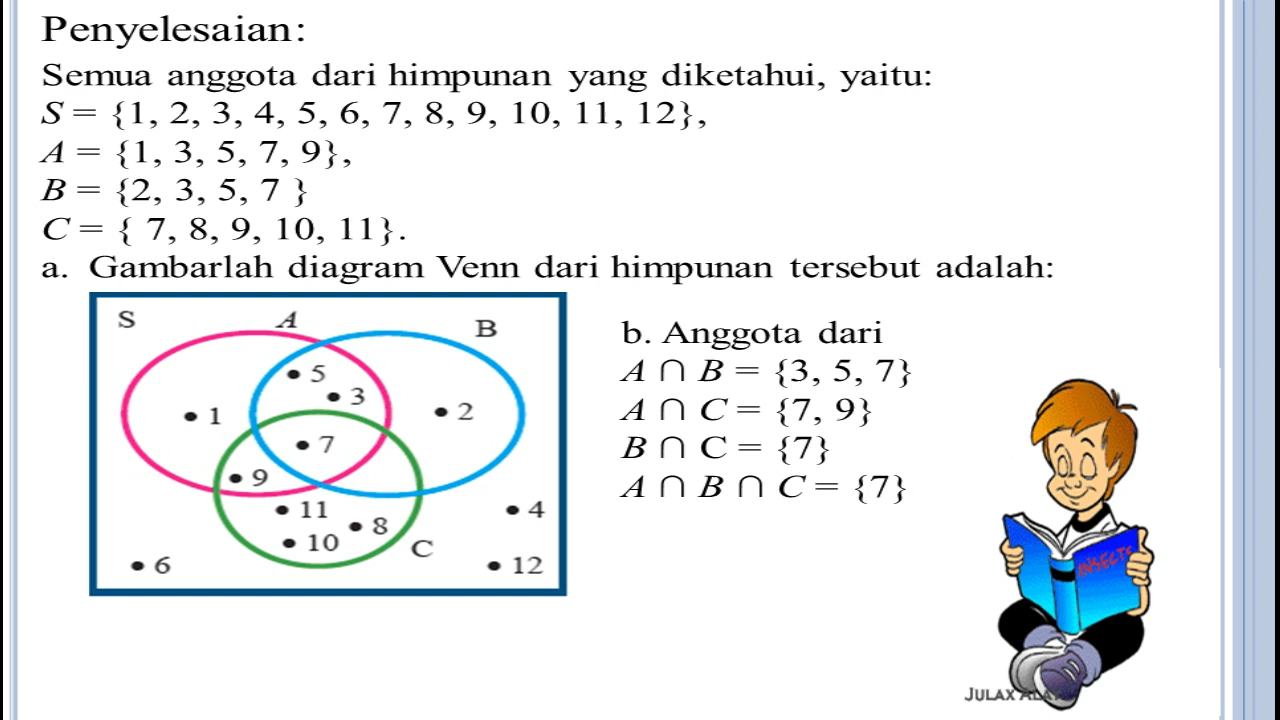 Penyelesaian:
Semua anggota dari himpunan yang diketahui, yaitu:
S = {1, 2, 3, 4, 5, 6, 7, 8, 9, 10, 11, 12},
A = {1, 3, 5, 7, 9},
B = {2, 3, 5, 7 }
C = { 7, 8, 9, 10, 11}.
a. Gambarlah diagram Venn dari himpunan tersebut adalah:
S A B
• 5
• 3
• 1
• 2
• 7
• 9
• 11
• 8
• 4
• 10
C
• 6
• 12
b. Anggota dari
A ∩ B = {3, 5, 7}
A ∩ C = {7, 9}
B ∩ C = {7}
A ∩ B ∩ C = {7}
INSECTS
JULAX